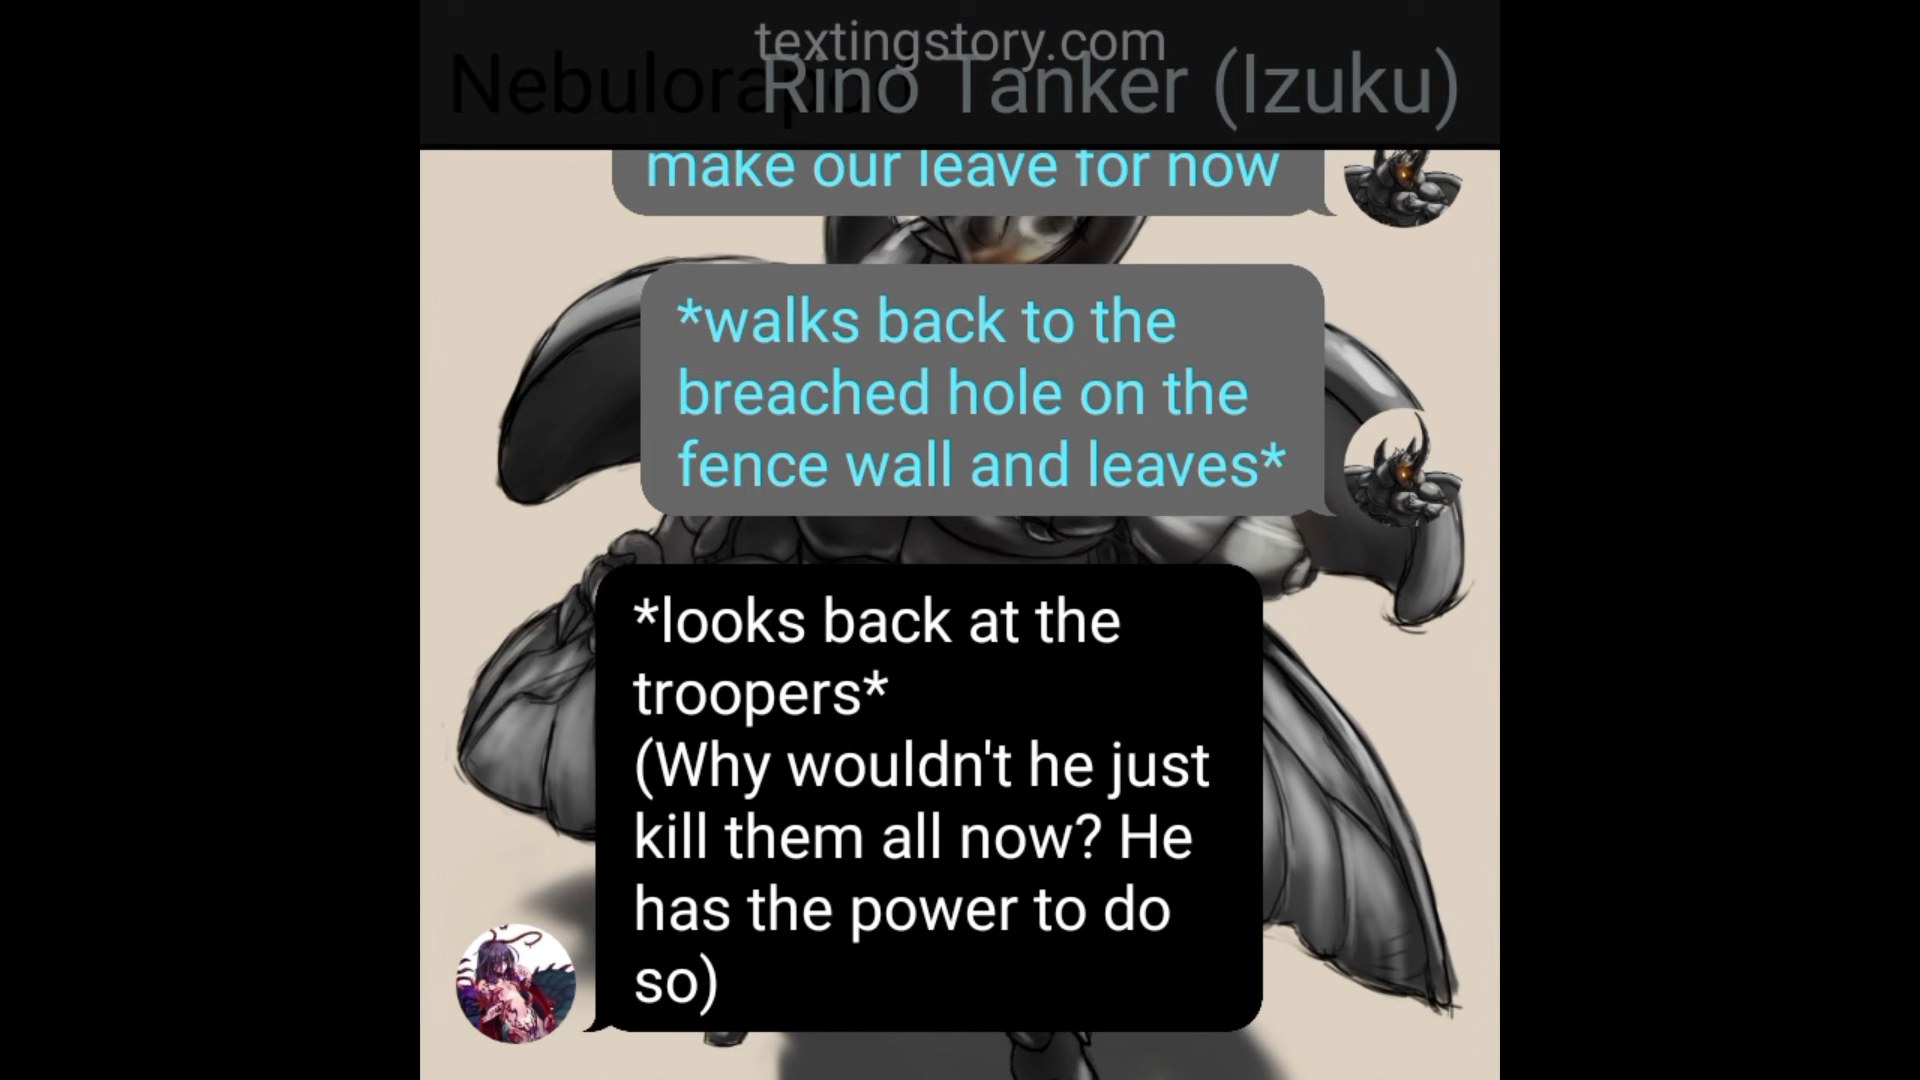 textingstory.com
Rino Tanker (Izuku)
make our leave for now
*walks back to the
breached hole on the
fence wall and leaves*
*looks back at the
troopers*
(Why wouldn't he just
kill them all now? He
has the power to do
so)